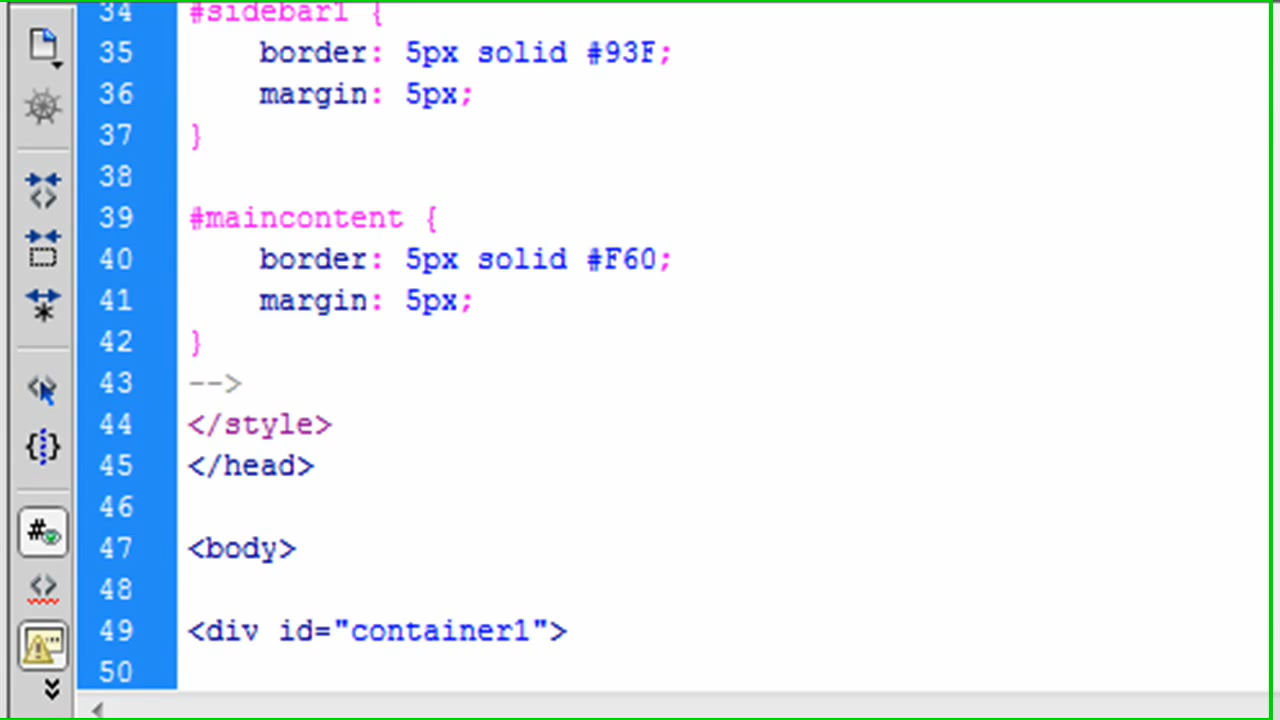 34 #sidebar1 {
35 border: 5px solid #93F;
36 margin: 5px;
37 }
38
39 #maincontent {
40 border: 5px solid #F60;
41 margin: 5px;
42 }
43 -->
44 </style>
45 </head>
46
47 <body>
48
49 <div id="container1">
50